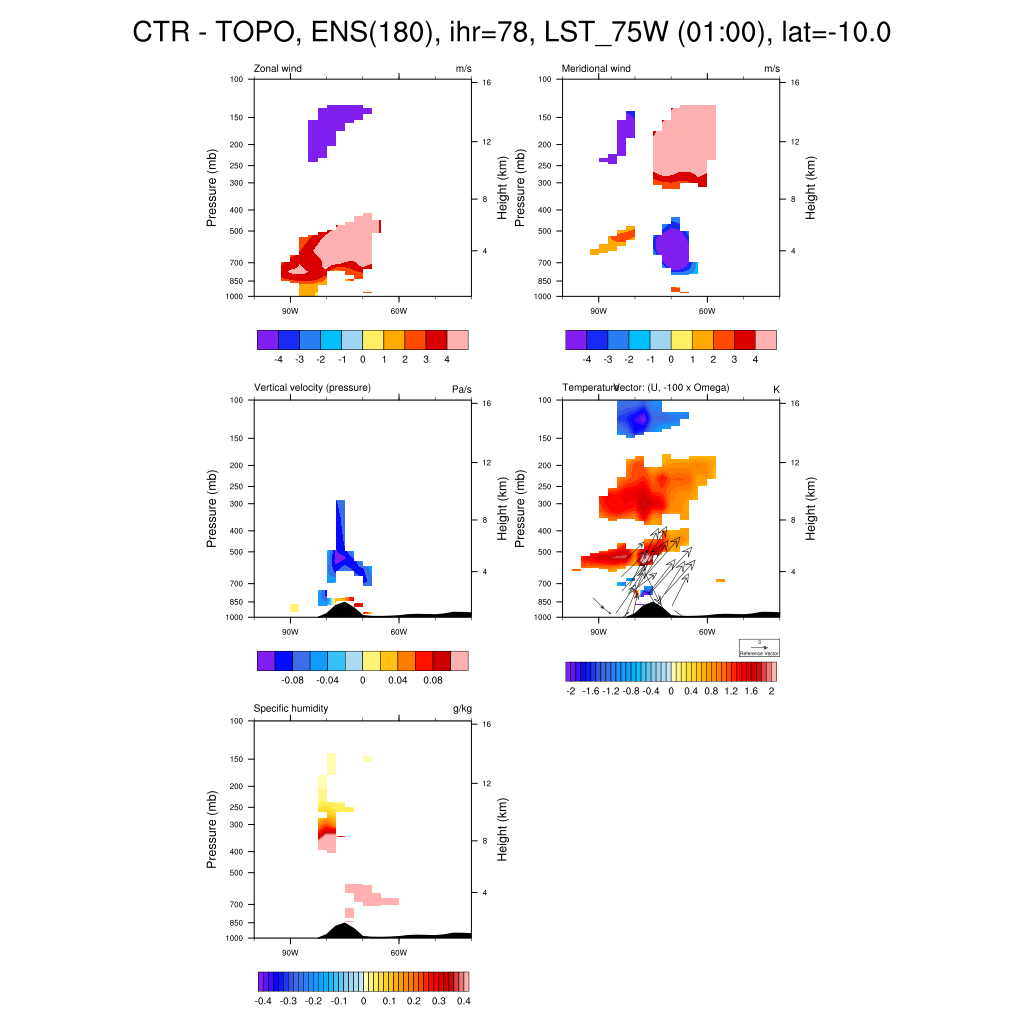 CTR - TOPO, ENS(180), ihr=78, LST_75W (01:00), lat=-10.0
Zonal wind m/s
Pressure (mb)
Height (km)
100
150
200
250
300
400
500
700
850
1000
16
12
8
4
90W 60W
-4 -3 -2 -1 0 1 2 3 4
Meridional wind m/s
Pressure (mb)
Height (km)
100
150
200
250
300
400
500
700
850
1000
16
12
8
4
90W 60W
-4 -3 -2 -1 0 1 2 3 4
Vertical velocity (pressure) Pa/s
Pressure (mb)
Height (km)
100
150
200
250
300
400
500
700
850
1000
16
12
8
4
90W 60W
-0.08 -0.04 0 0.04 0.08
Temperature Vector: (U, -100 x Omega) K
Pressure (mb)
Height (km)
100
150
200
250
300
400
500
700
850
1000
16
12
8
4
90W 60W
3
Reference Vector
-2 -1.6 -1.2 -0.8 -0.4 0 0.4 0.8 1.2 1.6 2
Specific humidity g/kg
Pressure (mb)
Height (km)
100
150
200
250
300
400
500
700
850
1000
16
12
8
4
90W 60W
-0.4 -0.3 -0.2 -0.1 0 0.1 0.2 0.3 0.4